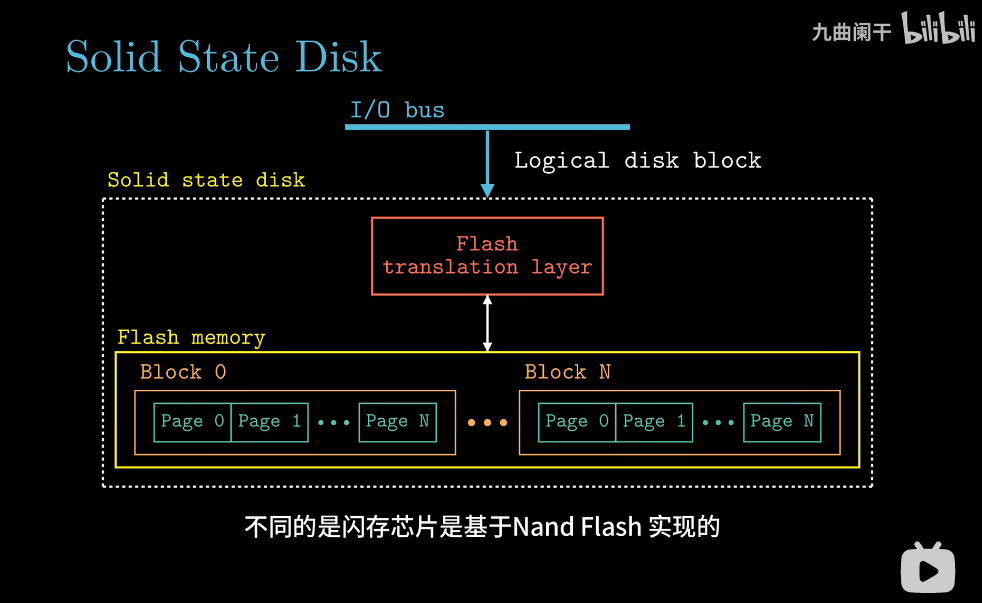 九曲阑干 bilibili
Solid State Disk
I/O bus
Logical disk block
Solid state disk
Flash
translation layer
Flash memory
Block 0
Block N
Page 0 Page 1 ••• Page N ••• Page 0 Page 1 ••• Page N
不同的是闪存芯片是基于Nand Flash 实现的